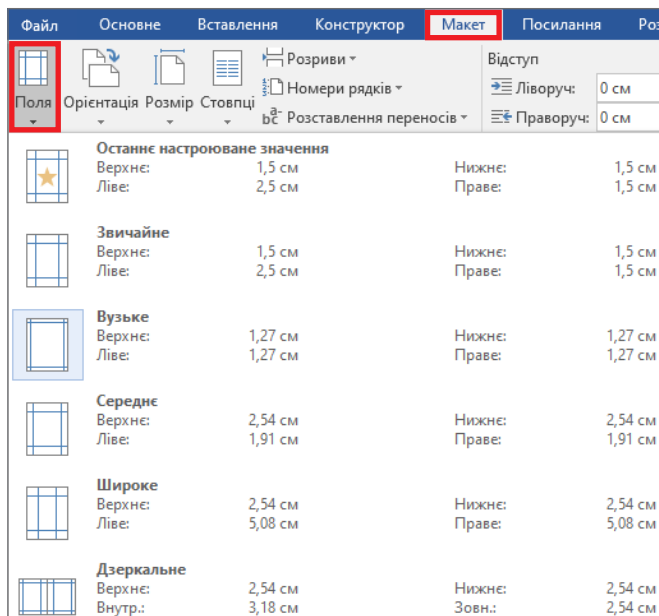 Файл Основне Вставлення Конструктор Макет Посилання
Поля Орієнтація Розмір Стовпці
Розриви
Номери рядків
Розставлення переносів
Відступ
Ліворуч: 0 см
Праворуч: 0 см
Останнє настроюване значення
Верхнє: 1,5 см Нижнє: 1,5 см
Ліве: 2,5 см Праве: 1,5 см
Звичайне
Верхнє: 1,5 см Нижнє: 1,5 см
Ліве: 2,5 см Праве: 1,5 см
Вузьке
Верхнє: 1,27 см Нижнє: 1,27 см
Ліве: 1,27 см Праве: 1,27 см
Середнє
Верхнє: 2,54 см Нижнє: 2,54 см
Ліве: 1,91 см Праве: 1,91 см
Широке
Верхнє: 2,54 см Нижнє: 2,54 см
Ліве: 5,08 см Праве: 5,08 см
Дзеркальне
Верхнє: 2,54 см Нижнє: 2,54 см
Внутр.: 3,18 см Зовн.: 2,54 см